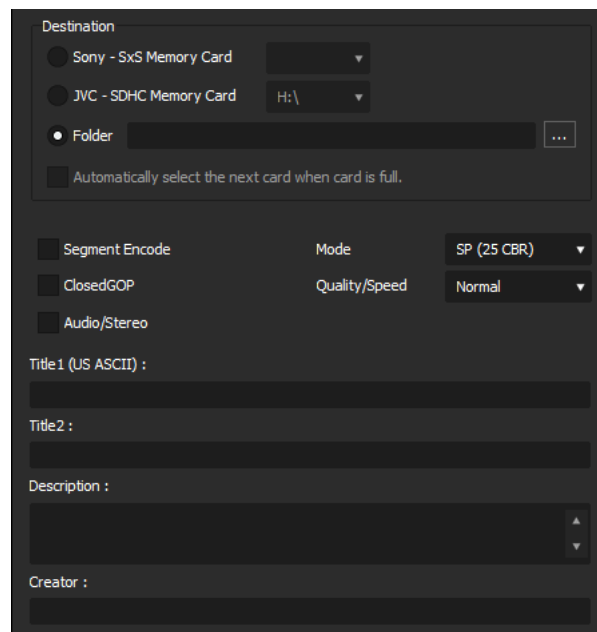 Destination
Sony - SxS Memory Card
JVC - SDHC Memory Card H:\
Folder ...
Automatically select the next card when card is full.
Segment Encode Mode SP (25 CBR)
ClosedGOP Quality/Speed Normal
Audio/Stereo
Title1 (US ASCII) :
Title2 :
Description :
Creator :